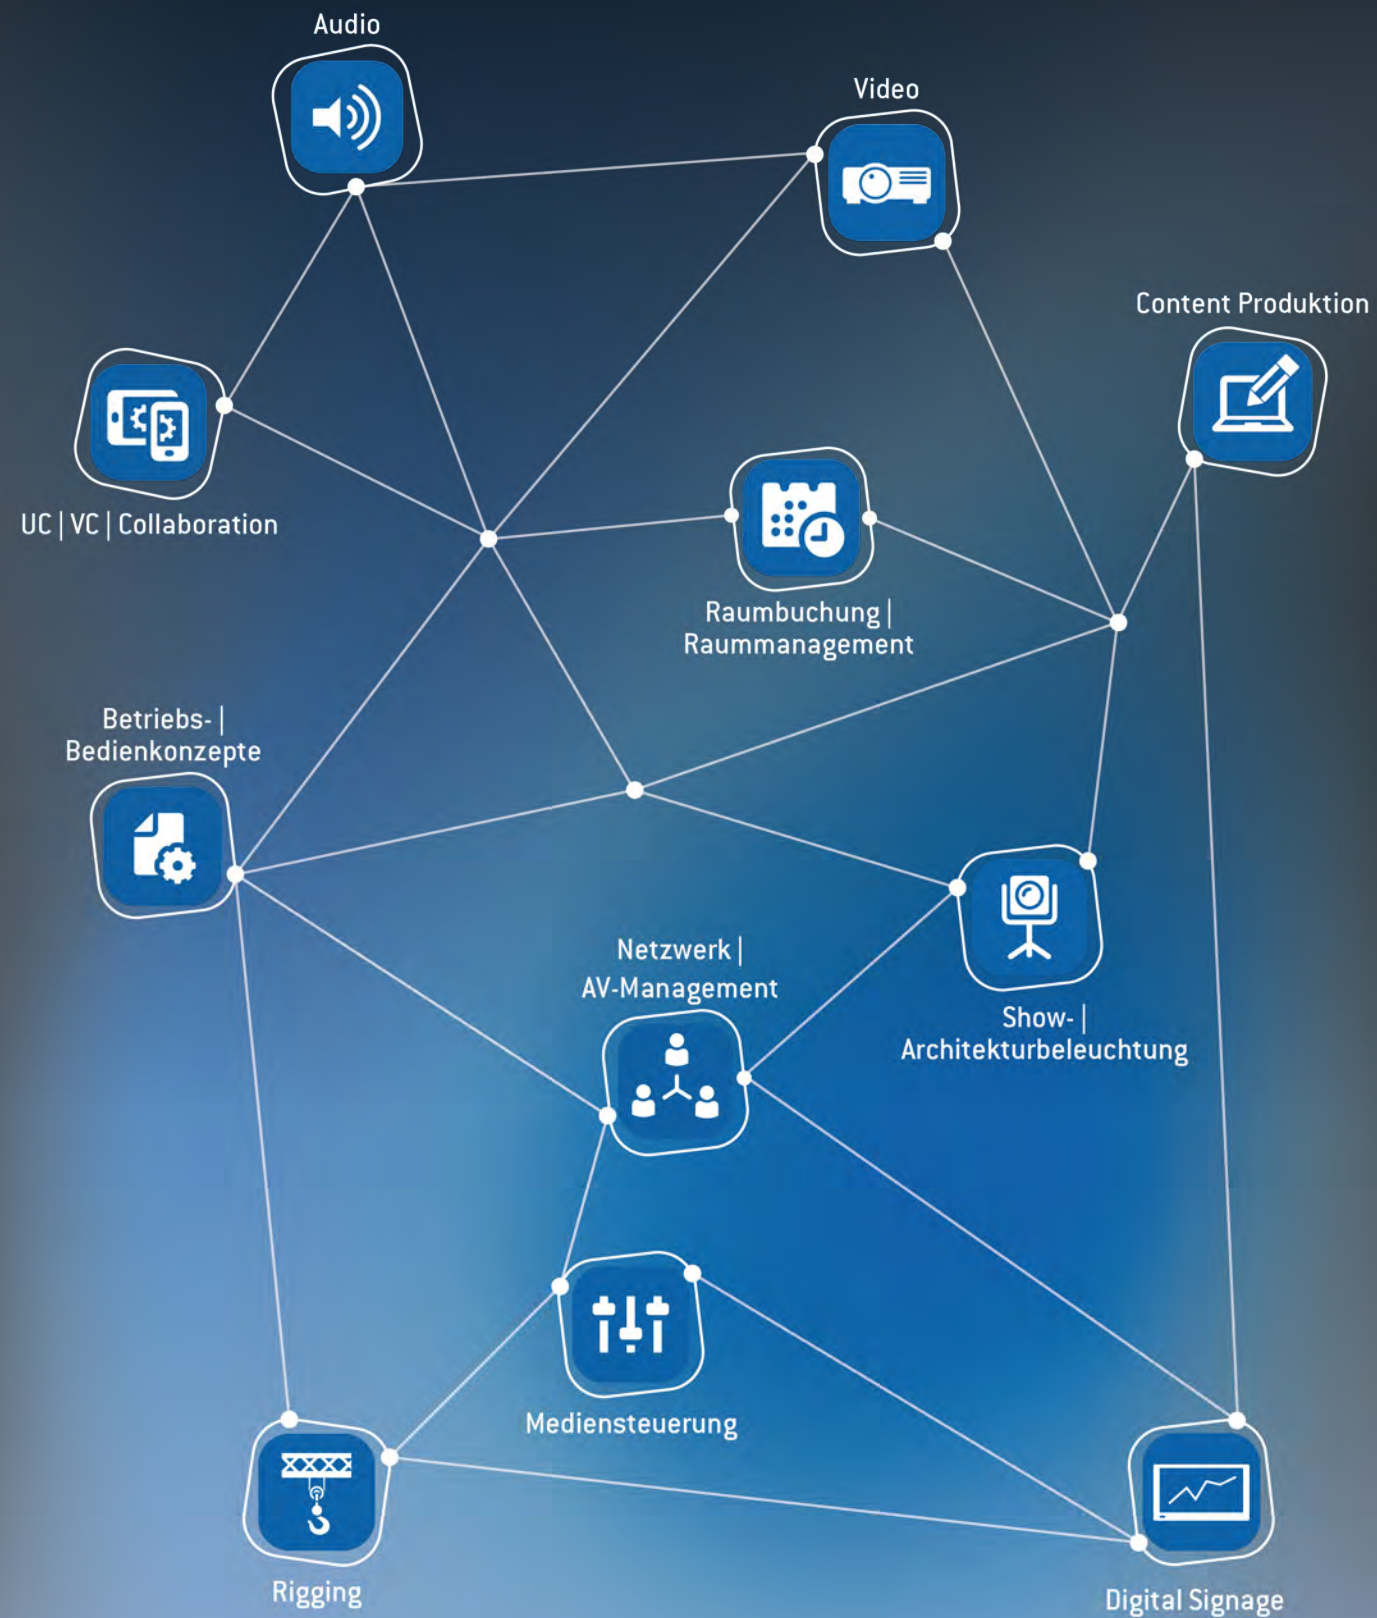 Audio
Video
Content Produktion
UC | VC | Collaboration
Raumbuchung |
Raummanagement
Betriebs- |
Bedienkonzepte
Netzwerk |
AV-Management
Show- |
Architekturbeleuchtung
Mediensteuerung
Rigging
Digital Signage